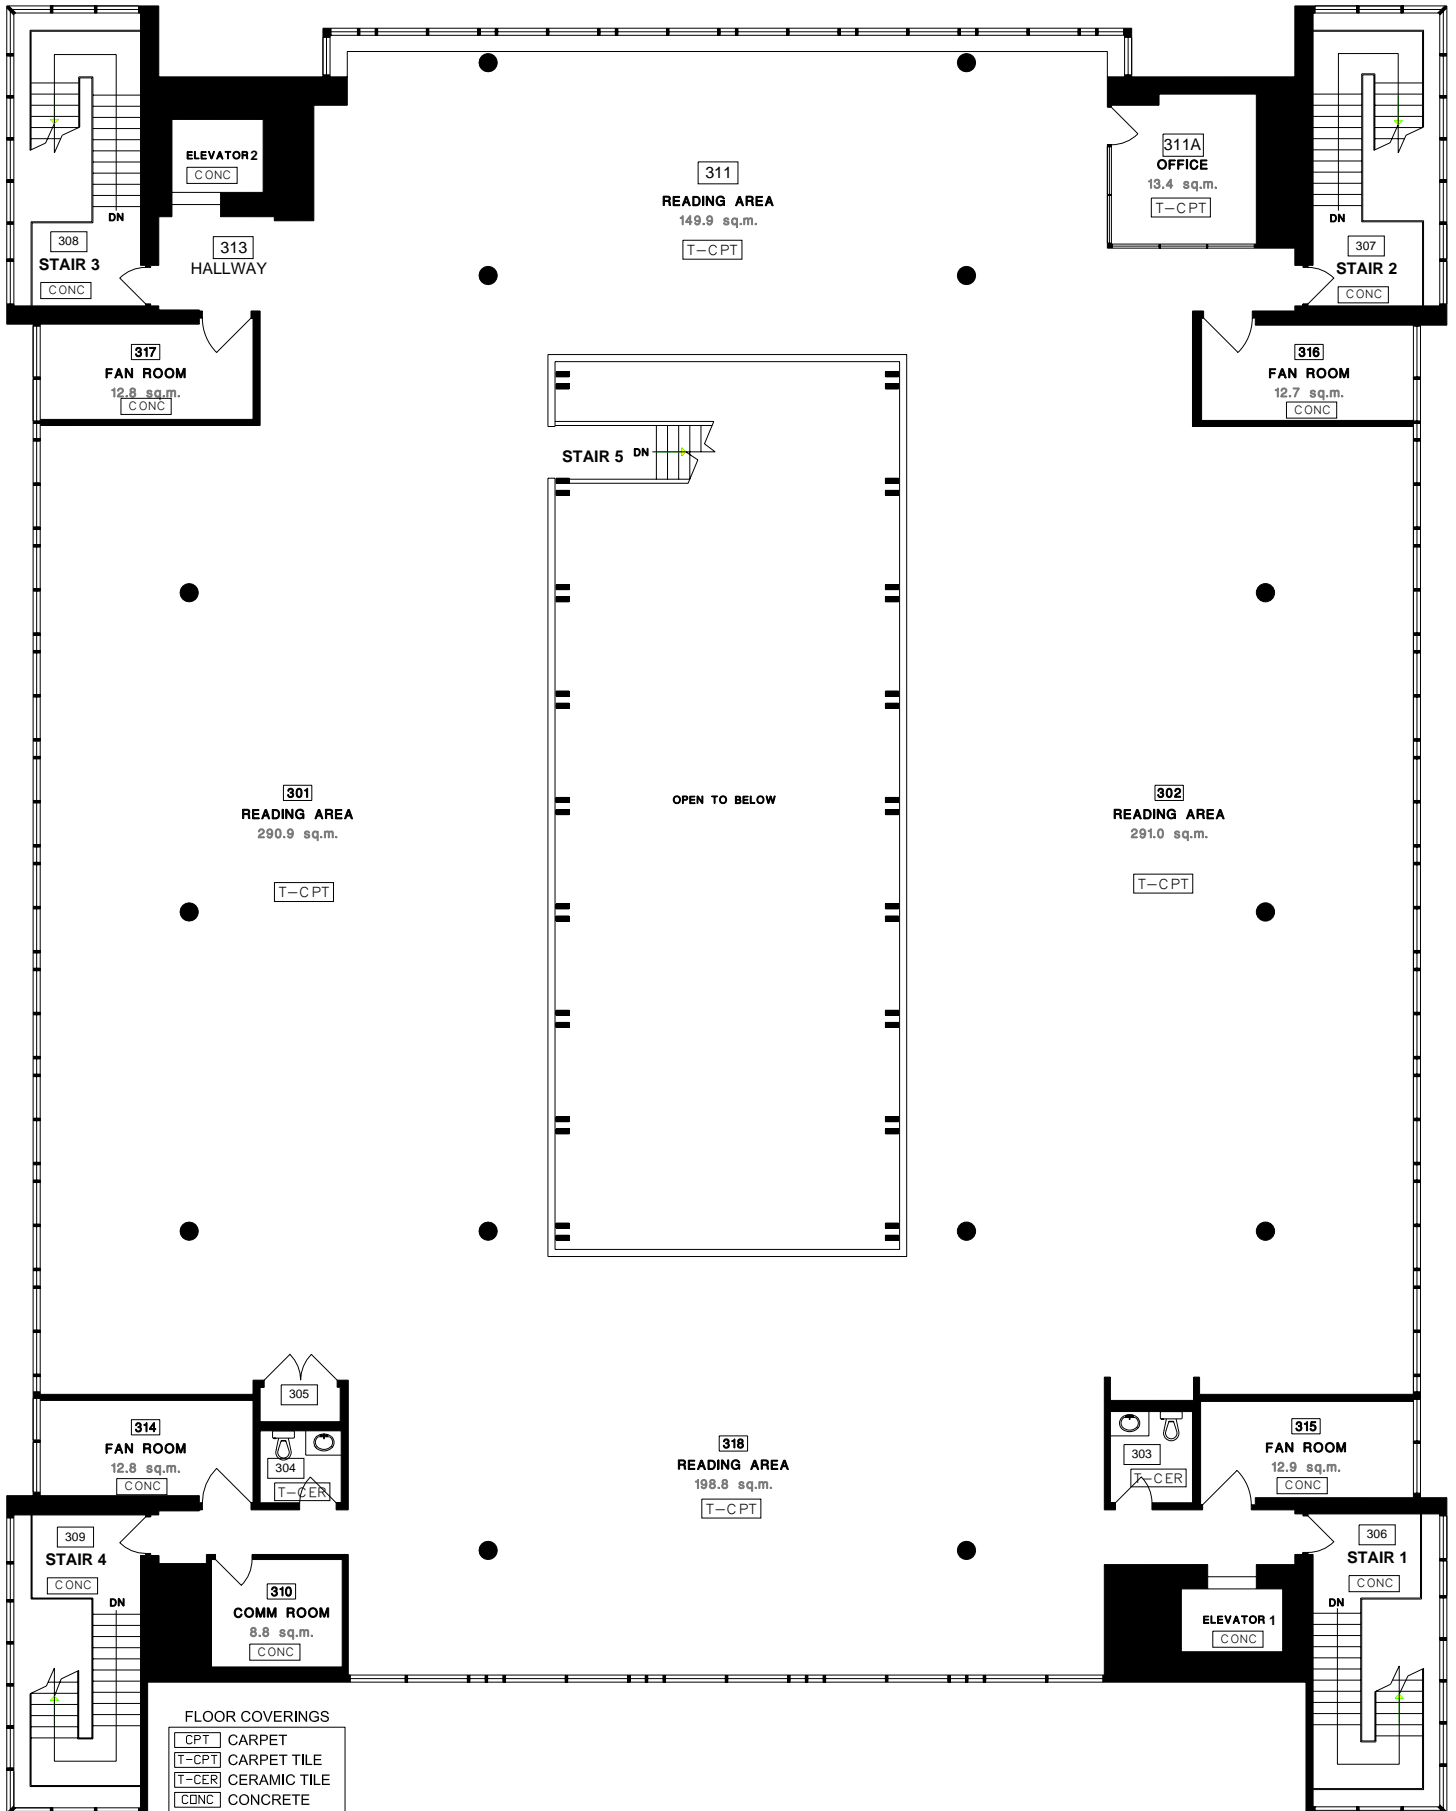 ELEVATOR 2
CONC
DN
308
STAIR 3
CONC
313
HALLWAY
311
READING AREA
149.9 sq.m.
T-CPT
311A
OFFICE
13.4 sq.m.
T-CPT
DN
307
STAIR 2
CONC
317
FAN ROOM
12.8 sq.m.
CONC
316
FAN ROOM
12.7 sq.m.
CONC
STAIR 5 DN
301
READING AREA
290.9 sq.m.
T-CPT
OPEN TO BELOW
302
READING AREA
291.0 sq.m.
T-CPT
305
314
FAN ROOM
12.8 sq.m.
CONC
304
T-CER
318
READING AREA
198.8 sq.m.
T-CPT
303
T-CER
315
FAN ROOM
12.9 sq.m.
CONC
309
STAIR 4
CONC
DN
310
COMM ROOM
8.8 sq.m.
CONC
306
STAIR 1
CONC
DN
ELEVATOR 1
CONC
FLOOR COVERINGS
CPT CARPET
T-CPT CARPET TILE
T-CER CERAMIC TILE
CONC CONCRETE